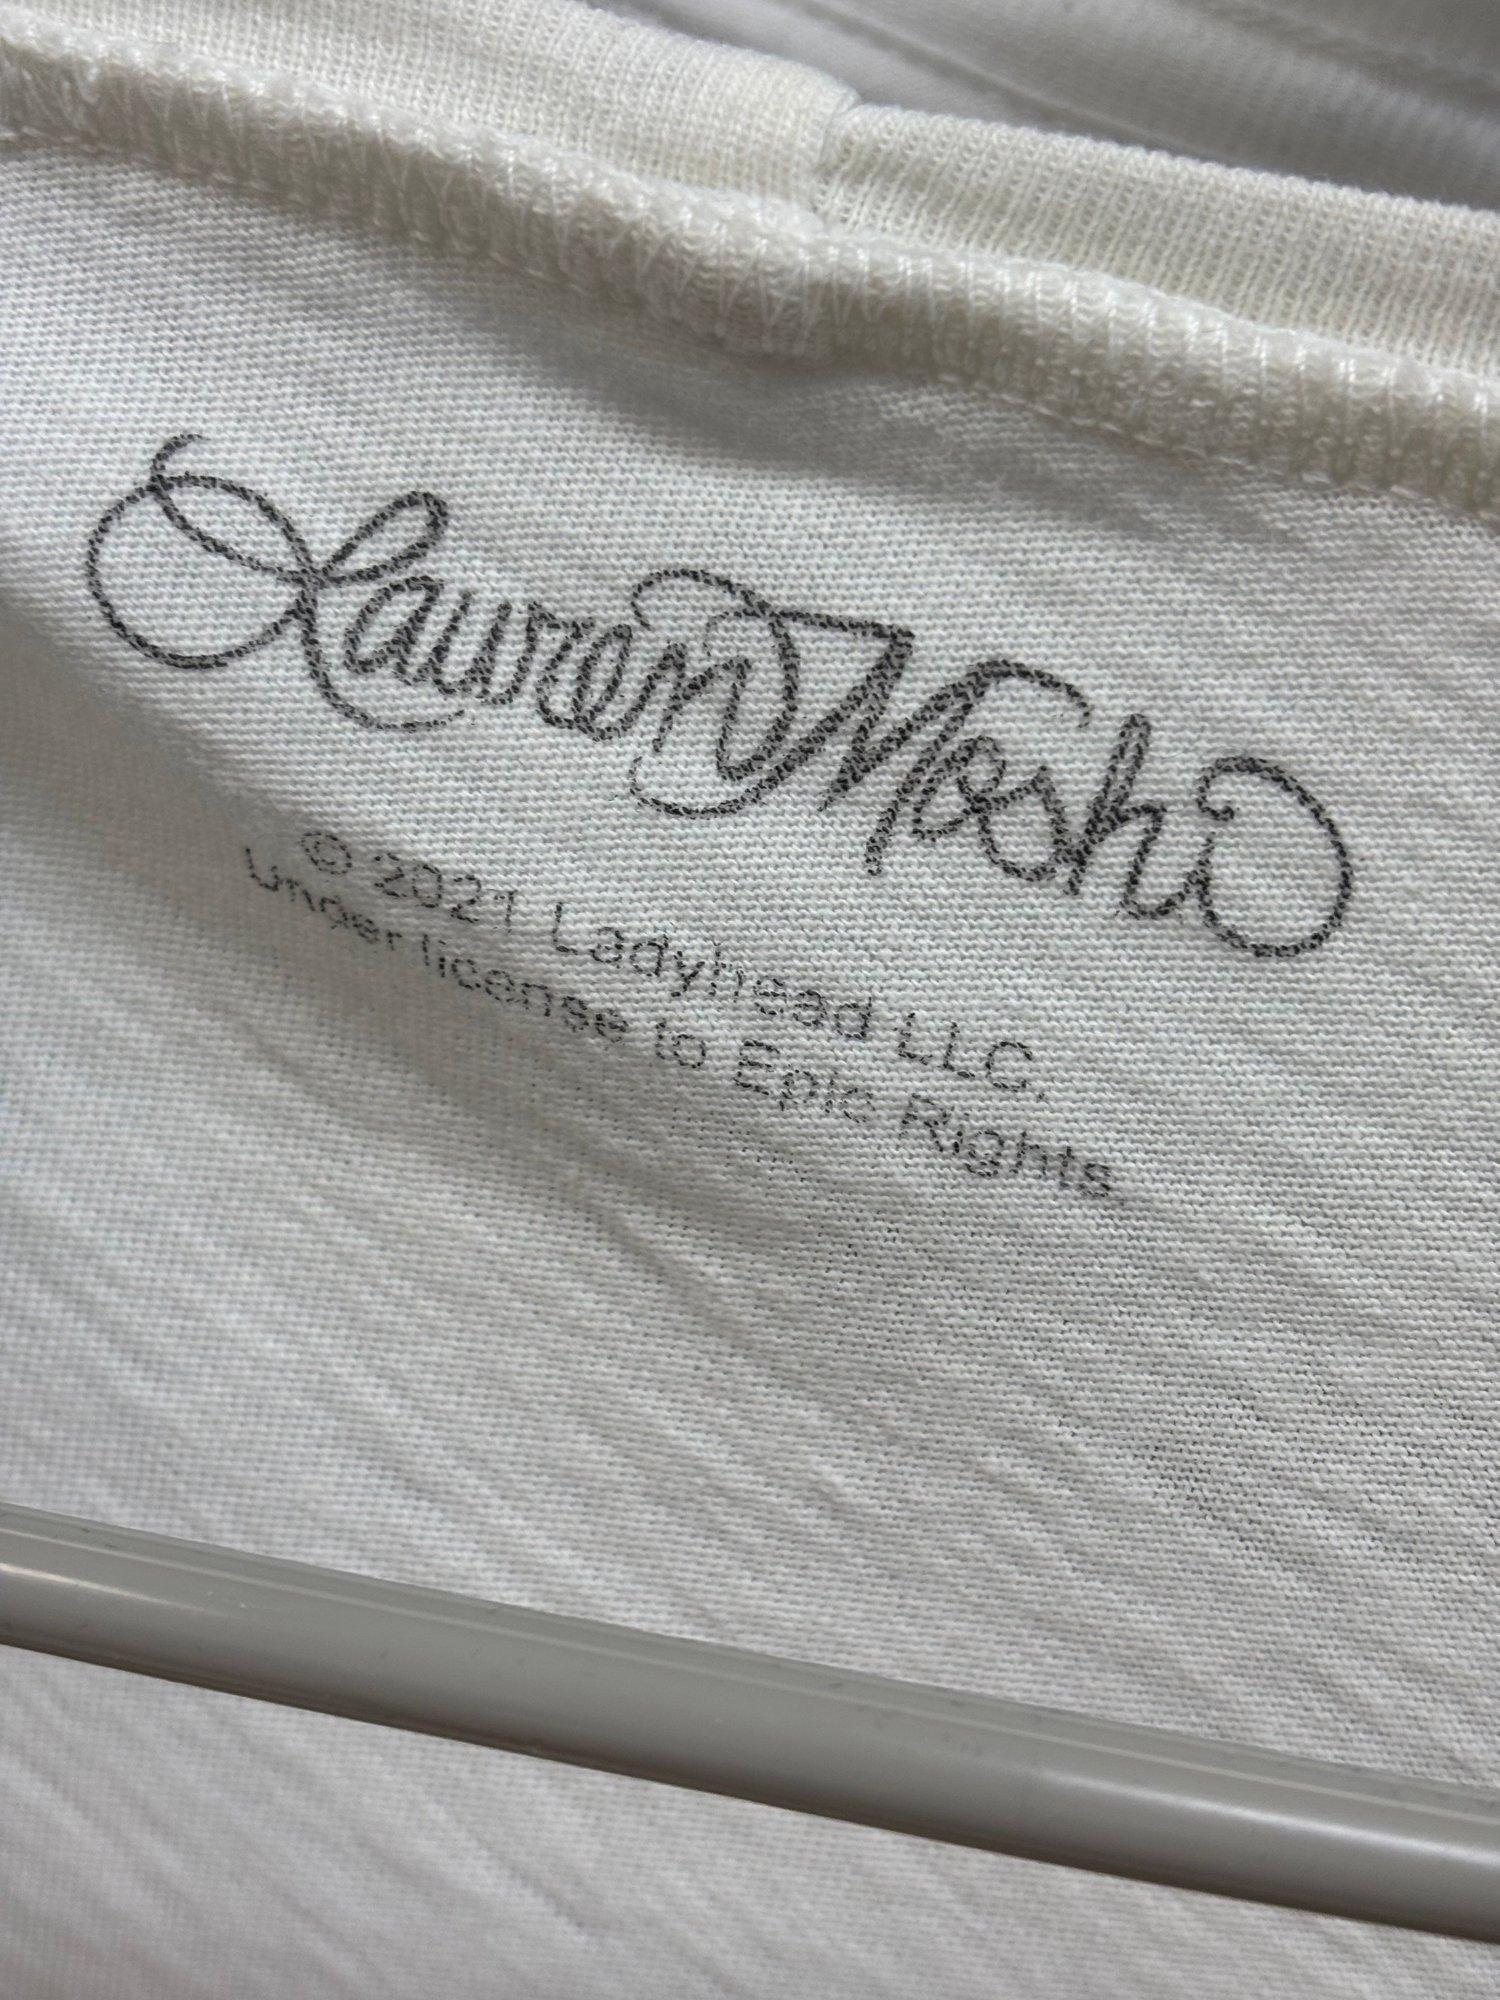 Lauren Moshi
© 2021 Ladyhead LLC.
under license to Epic Rights.